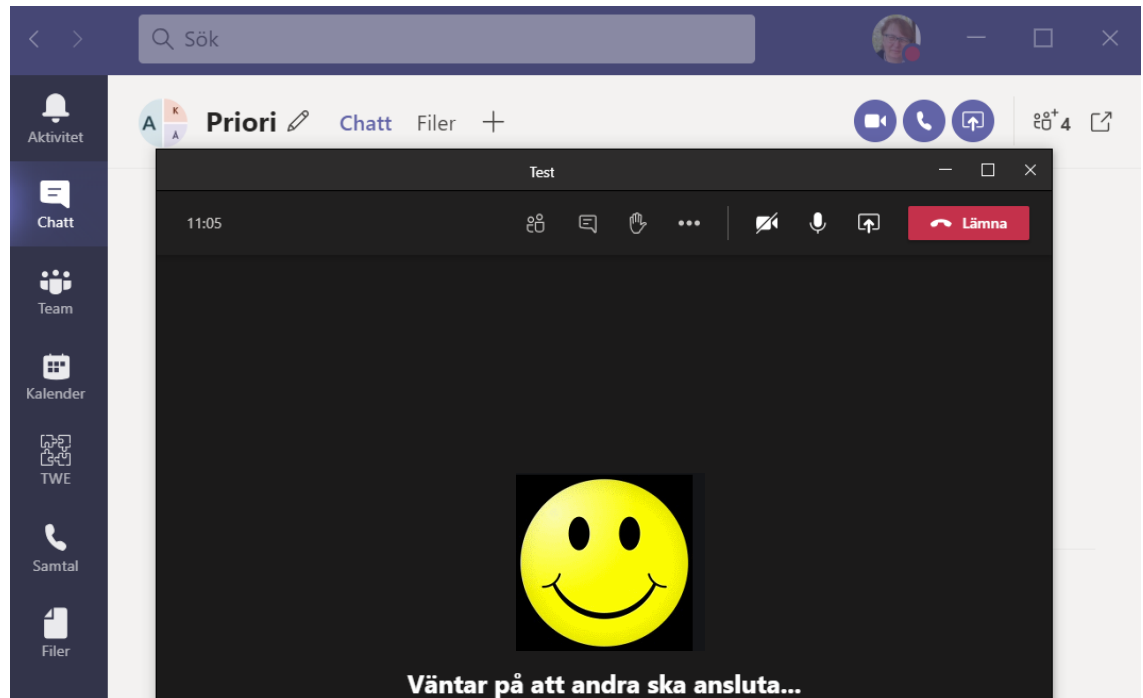 Sök
Aktivitet
A K A Priori Chatt Filer 4
Test
Chatt
11:05 Lämna
Team
Kalender
TWE
Samtal
Filer
Väntar på att andra ska ansluta...